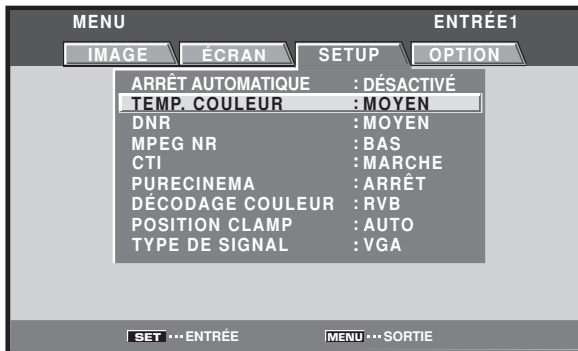 MENU ENTRÉE1
IMAGE ÉCRAN SETUP OPTION
ARRÊT AUTOMATIQUE : DÉSACTIVÉ
TEMP. COULEUR : MOYEN
DNR : MOYEN
MPEG NR : BAS
CTI : MARCHE
PURECINEMA : ARRÊT
DÉCODAGE COULEUR : RVB
POSITION CLAMP : AUTO
TYPE DE SIGNAL : VGA
SET ··· ENTRÉE MENU ··· SORTIE